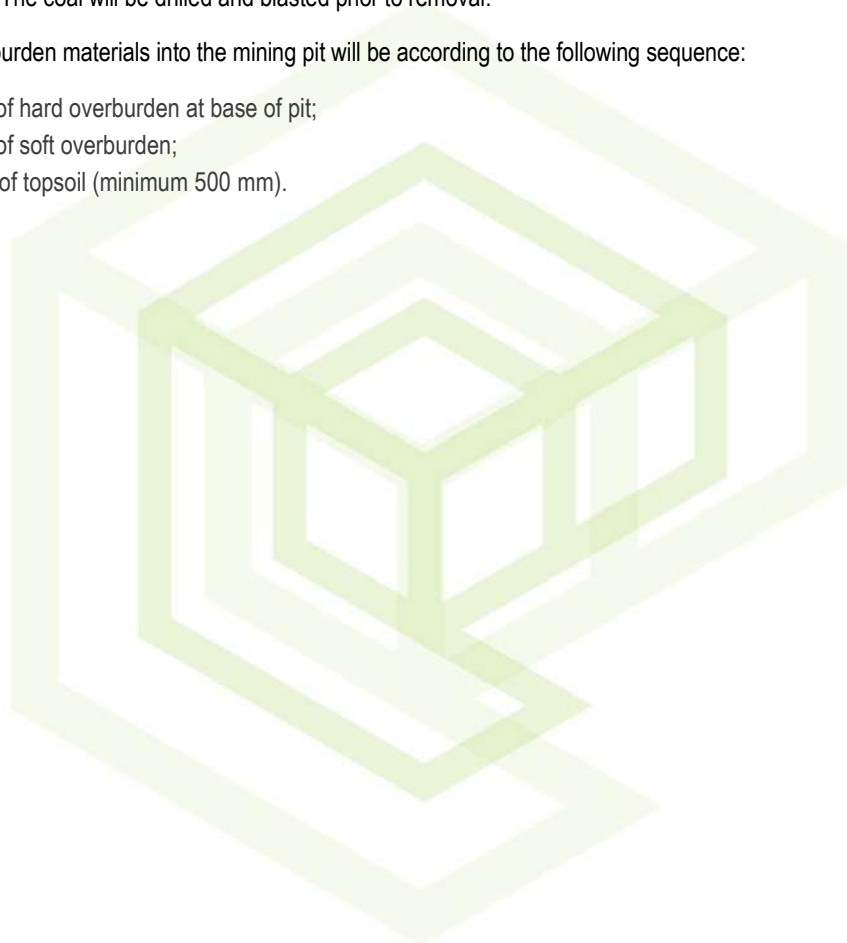 The coal will be drilled and blasted prior to removal.
burden materials into the mining pit will be according to the following sequence:
of hard overburden at base of pit;
of soft overburden;
of topsoil (minimum 500 mm).